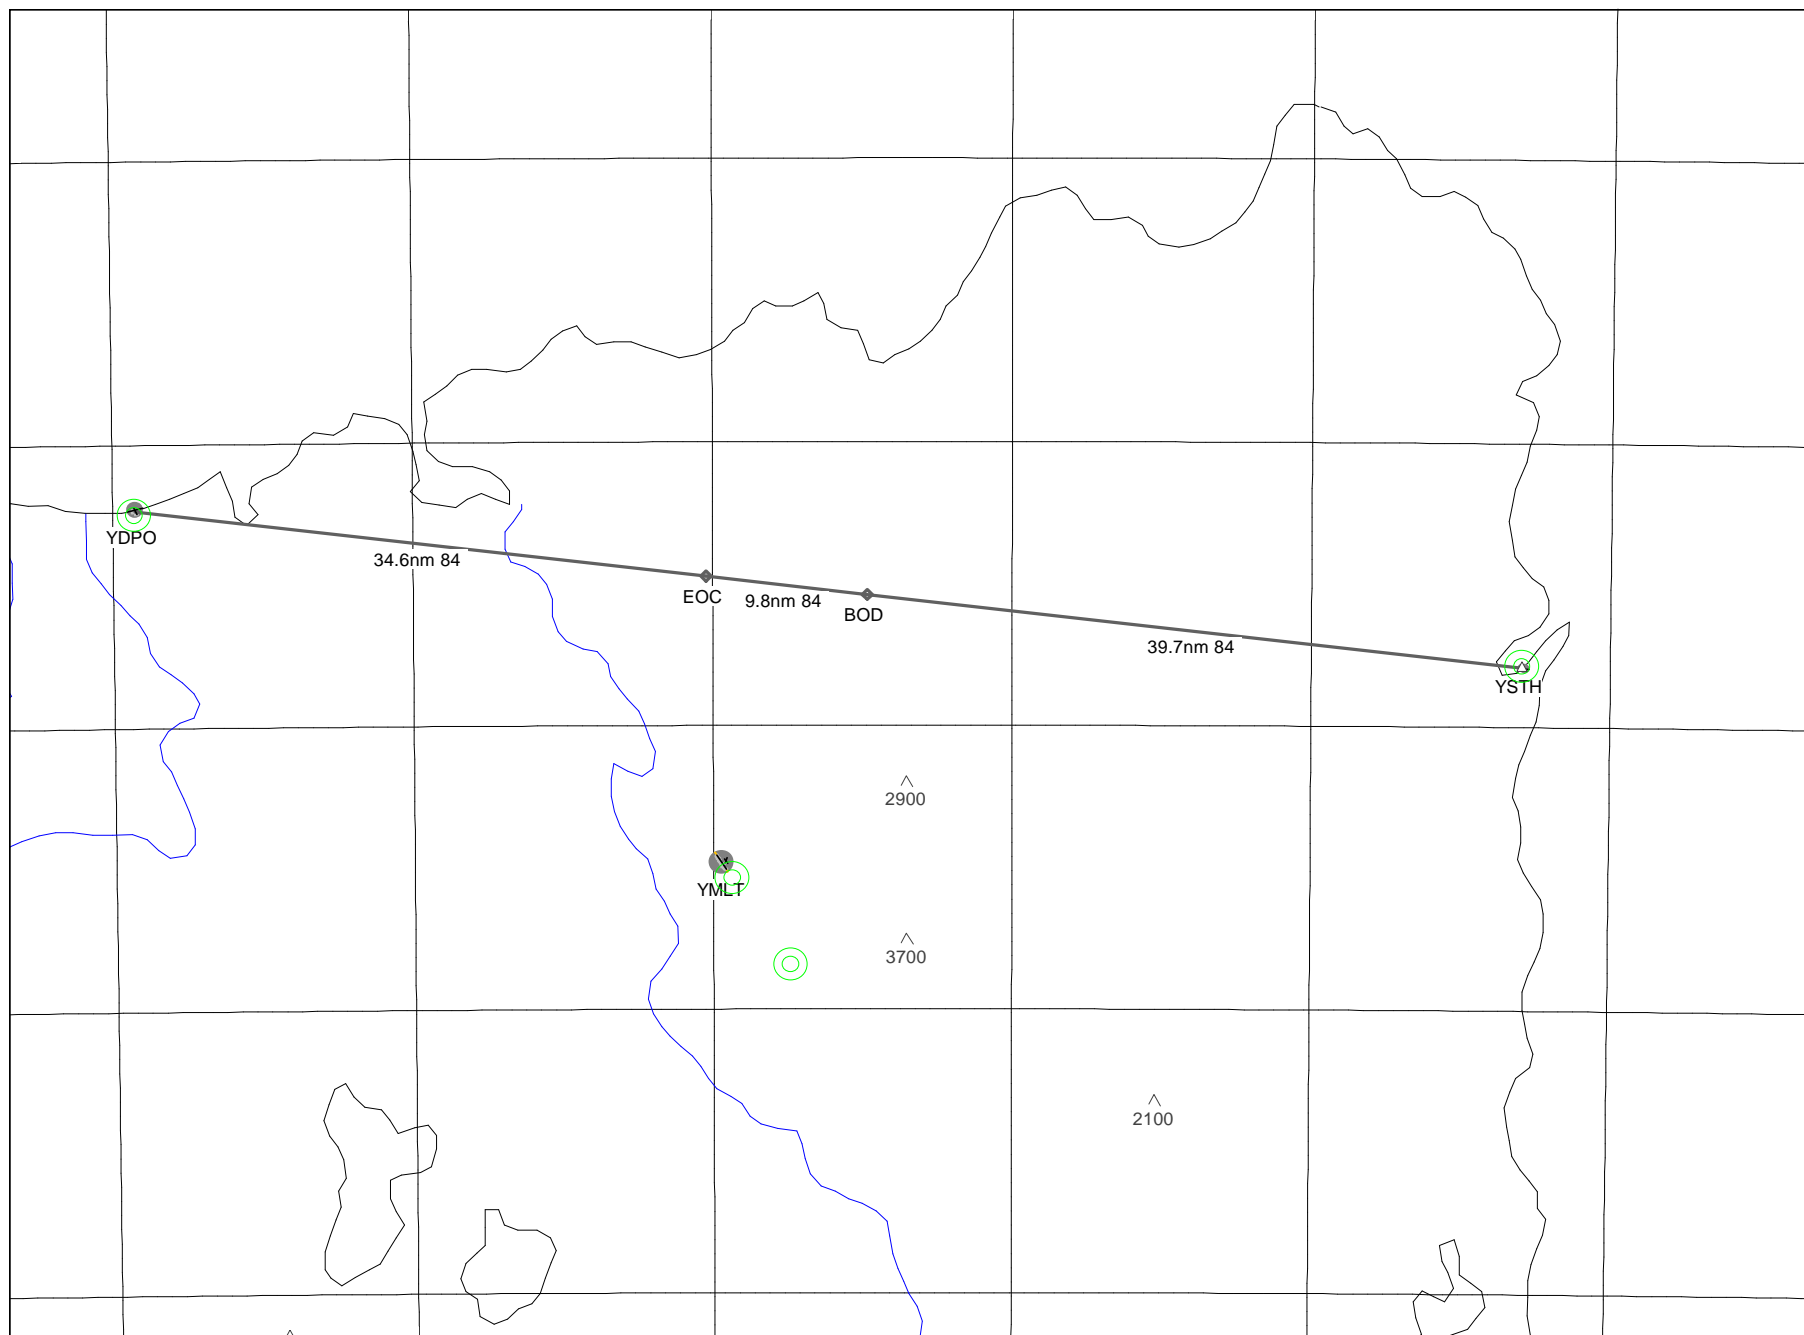 YDPO
34.6nm 84
EOC
9.8nm 84
BOD
39.7nm 84
YSTH
2900
YMLT
3700
2100